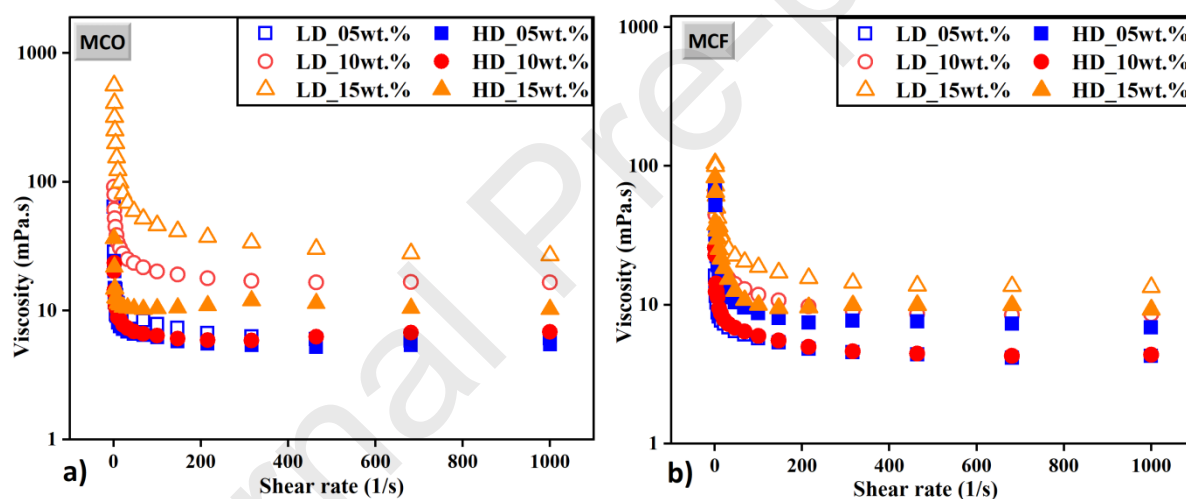 MCO
LD_05wt.% HD_05wt.%
LD_10wt.% HD_10wt.%
LD_15wt.% HD_15wt.%
1000
100
10
1
Viscosity (mPa.s)
0 200 400 600 800 1000
Shear rate (1/s)
a)
MCF
LD_05wt.% HD_05wt.%
LD_10wt.% HD_10wt.%
LD_15wt.% HD_15wt.%
1000
100
10
1
Viscosity (mPa.s)
0 200 400 600 800 1000
Shear rate (1/s)
b)
rnal Pre-p